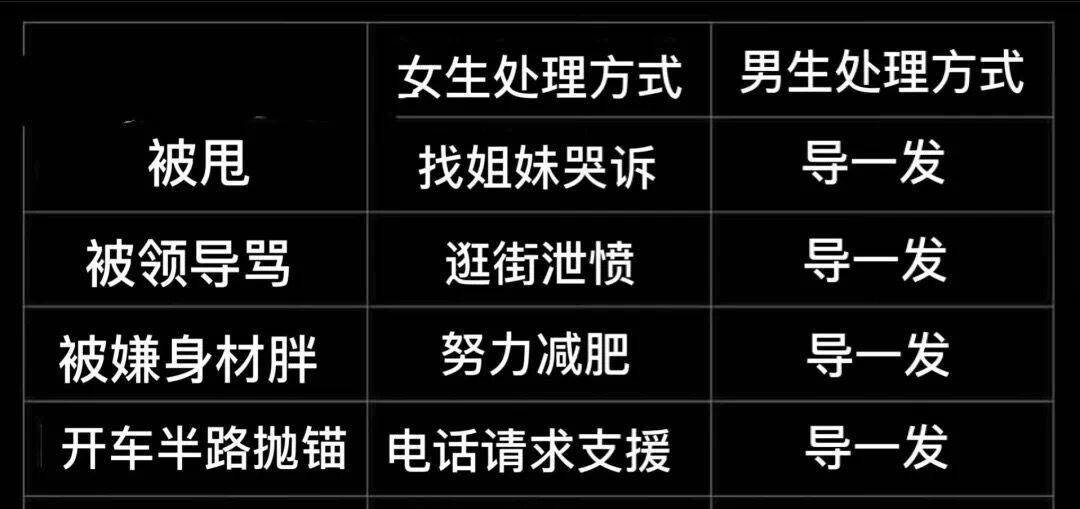 女生处理方式 男生处理方式
被甩 找姐妹哭诉 导一发
被领导骂 逛街泄愤 导一发
被嫌身材胖 努力减肥 导一发
开车半路抛锚 电话请求支援 导一发